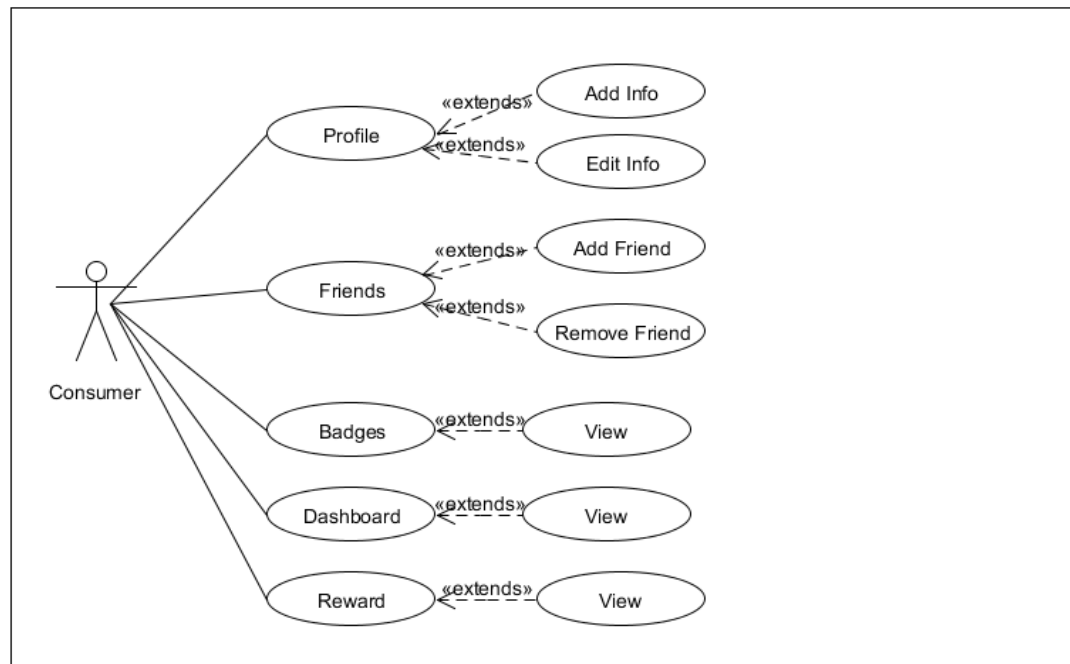 Add Info
«extends»
Profile
«extends»
Edit Info
«extends»
Add Friend
Friends
«extends»
Remove Friend
Consumer
«extends»
Badges
View
«extends»
Dashboard
View
«extends»
Reward
View